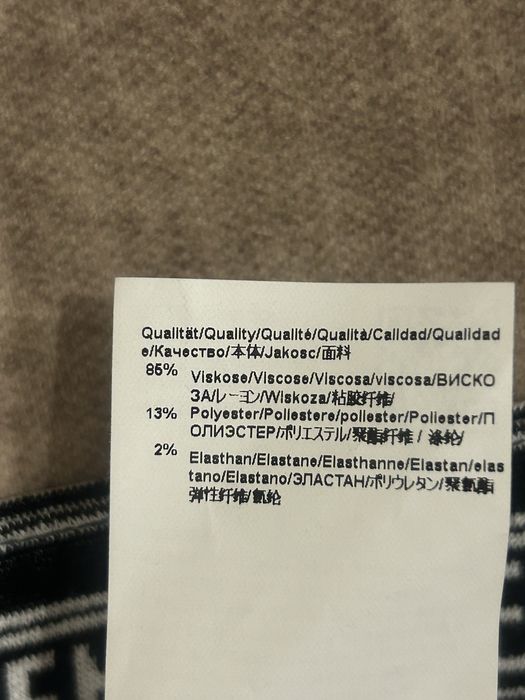 Qualität/Quality/Qualité/Qualità/Calidad/Qualidad
e/Качество/本体/Jakosc/面料
85% Viskose/Viscose/Viscosa/viscosa/ВИСКО
ЗА/レーヨン/Wiskoza/粘胶纤维/
13% Polyester/Poliestere/poliester/Poliester/П
ОЛИЭСТЕР/ポリエステル/聚酯纤维 / 涤纶/
2% Elasthan/Elastane/Elasthanne/Elastan/elas
tano/Elastano/ЭЛАСТАН/ポリウレタン/聚氨酯
弹性纤维/氨纶